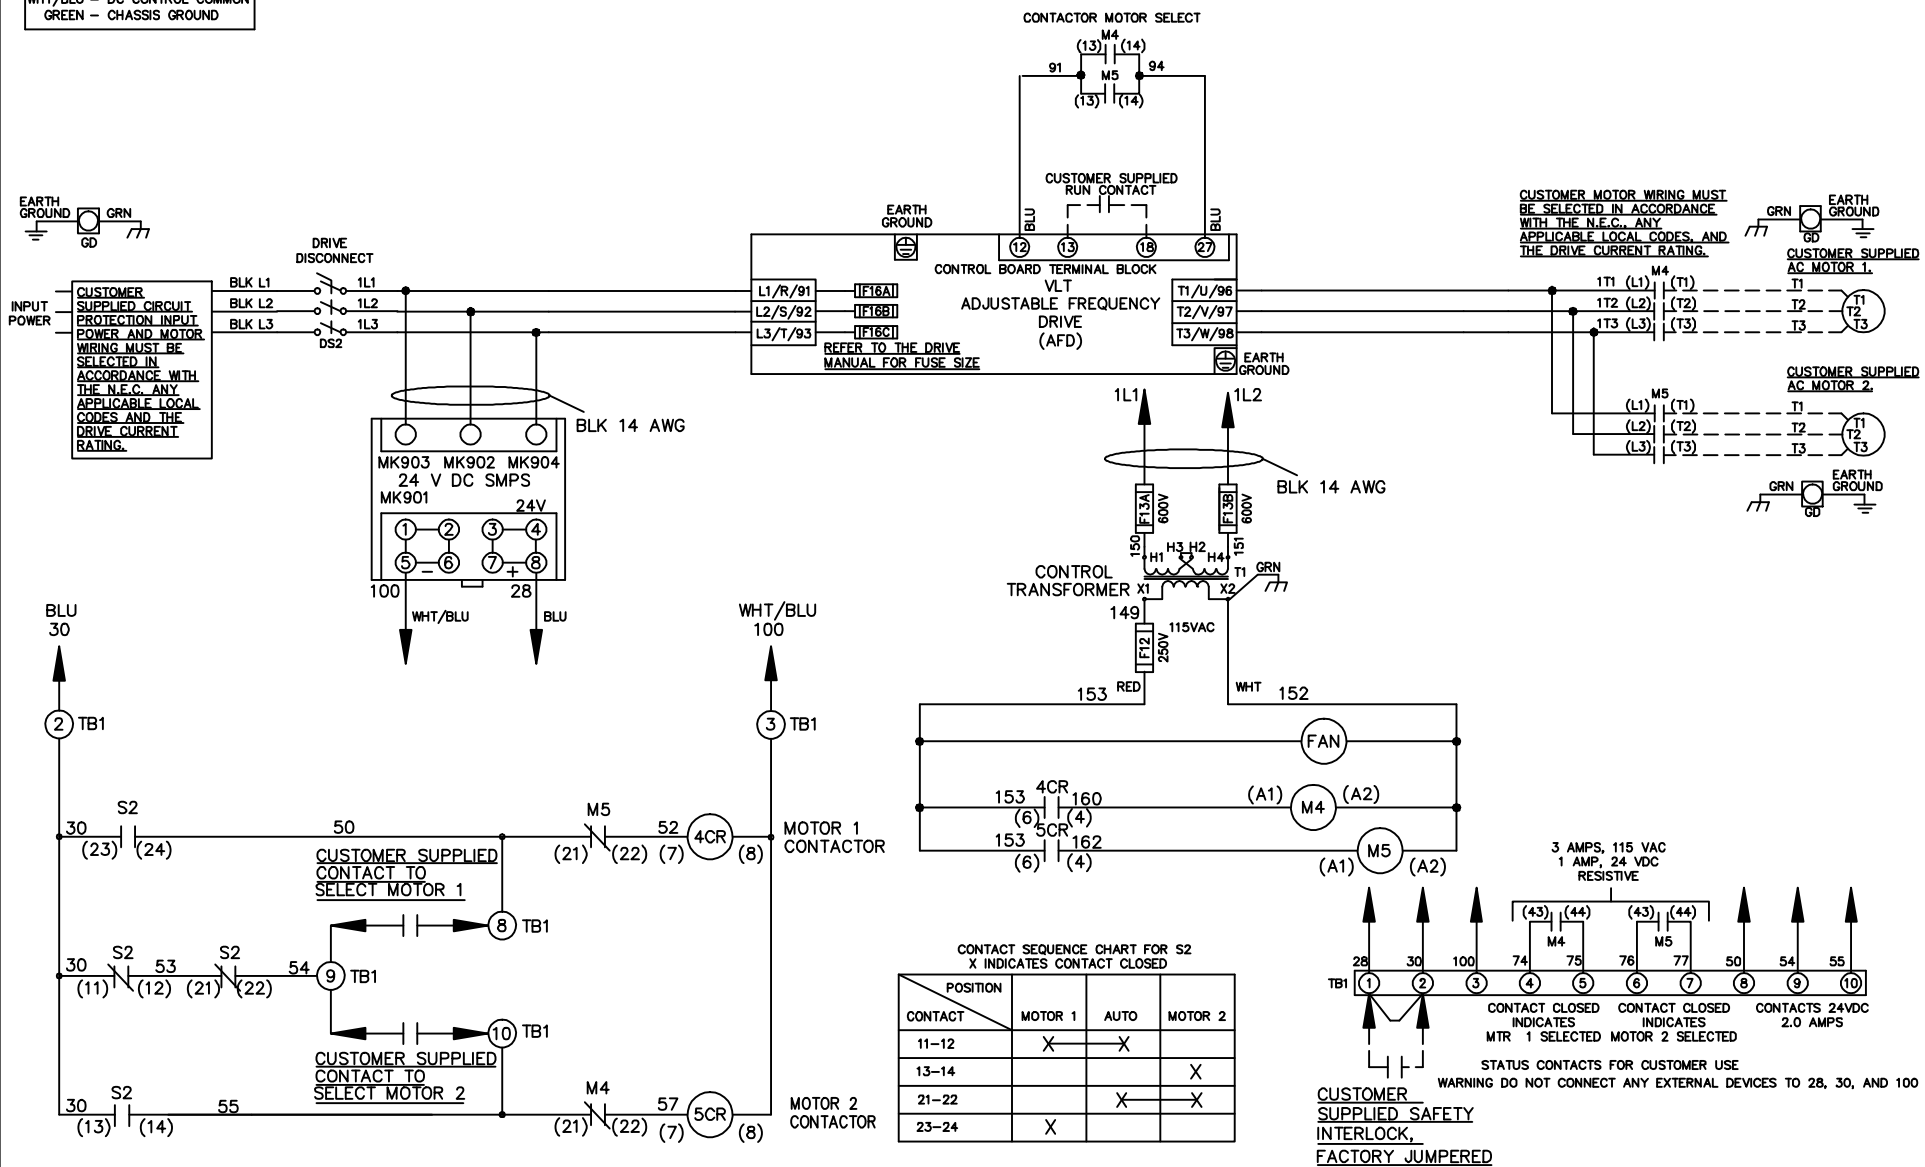 WHT/BLU – DC CONTROL COMMON
GREEN – CHASSIS GROUND
CONTACTOR MOTOR SELECT
M4
(13) (14)
91
94
M5
(13) (14)
BLU
BLU
CUSTOMER SUPPLIED
RUN CONTACT
12
13
18
27
CONTROL BOARD TERMINAL BLOCK
VLT
ADJUSTABLE FREQUENCY
DRIVE
(AFD)
EARTH
GROUND
L1/R/91
L2/S/92
L3/T/93
F16A
F16B
F16C
REFER TO THE DRIVE
MANUAL FOR FUSE SIZE
T1/U/96
T2/V/97
T3/W/98
EARTH
GROUND
EARTH
GROUND
GRN
GD
INPUT
POWER
CUSTOMER
SUPPLIED CIRCUIT
PROTECTION INPUT
POWER AND MOTOR
WIRING MUST BE
SELECTED IN
ACCORDANCE WITH
THE N.E.C. ANY
APPLICABLE LOCAL
CODES AND THE
DRIVE CURRENT
RATING.
DRIVE
DISCONNECT
BLK L1
BLK L2
BLK L3
1L1
1L2
1L3
DS2
BLK 14 AWG
MK903 MK902 MK904
24 V DC SMPS
MK901
24V
1 2 3 4
5 6 7 8
– +
100
28
WHT/BLU
BLU
CUSTOMER MOTOR WIRING MUST
BE SELECTED IN ACCORDANCE
WITH THE N.E.C., ANY
APPLICABLE LOCAL CODES, AND
THE DRIVE CURRENT RATING.
GRN
EARTH
GROUND
GD
CUSTOMER SUPPLIED
AC MOTOR 1.
M4
1T1 (L1) (T1) T1
1T2 (L2) (T2) T2
1T3 (L3) (T3) T3
T1
T2
T3
CUSTOMER SUPPLIED
AC MOTOR 2.
M5
(L1) (T1) T1
(L2) (T2) T2
(L3) (T3) T3
T1
T2
T3
GRN
EARTH
GROUND
GD
1L1
1L2
BLK 14 AWG
F13A
600V
F13B
600V
150
151
H1 H3 H2 H4
T1
GRN
CONTROL
TRANSFORMER
X1
X2
149
115VAC
F12
250V
153
RED
WHT
152
FAN
4CR
153 160
(6) (4)
(A1) M4 (A2)
5CR
153 162
(6) (4)
(A1) M5 (A2)
BLU
30
2 TB1
WHT/BLU
100
3 TB1
S2
30 50
(23) (24)
M5
(21) (22)
52
(7) 4CR (8)
MOTOR 1
CONTACTOR
CUSTOMER SUPPLIED
CONTACT TO
SELECT MOTOR 1
8 TB1
S2 S2
30 53 54
(11) (12) (21) (22)
9 TB1
10 TB1
CUSTOMER SUPPLIED
CONTACT TO
SELECT MOTOR 2
S2
30 55
(13) (14)
M4
(21) (22)
57
(7) 5CR (8)
MOTOR 2
CONTACTOR
CONTACT SEQUENCE CHART FOR S2
X INDICATES CONTACT CLOSED
POSITION
CONTACT MOTOR 1 AUTO MOTOR 2
11–12 X X
13–14 X
21–22 X X
23–24 X
3 AMPS, 115 VAC
1 AMP, 24 VDC
RESISTIVE
(43) (44) (43) (44)
M4 M5
28 30 100 74 75 76 77 50 54 55
TB1 1 2 3 4 5 6 7 8 9 10
CONTACT CLOSED
INDICATES
MTR 1 SELECTED
CONTACT CLOSED
INDICATES
MOTOR 2 SELECTED
CONTACTS 24VDC
2.0 AMPS
STATUS CONTACTS FOR CUSTOMER USE
WARNING DO NOT CONNECT ANY EXTERNAL DEVICES TO 28, 30, AND 100
CUSTOMER
SUPPLIED SAFETY
INTERLOCK,
FACTORY JUMPERED